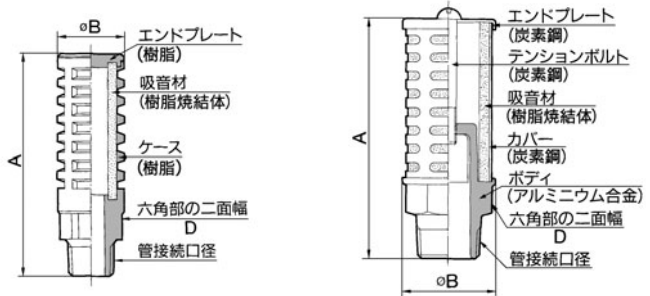 øB
エンドプレート
(樹脂)
吸音材
(樹脂焼結体)
ケース
(樹脂)
A
六角部の二面幅
D
管接続口径
エンドプレート
(炭素鋼)
テンションボルト
(炭素鋼)
吸音材
(樹脂焼結体)
カバー
(炭素鋼)
ボディ
(アルミニウム合金)
六角部の二面幅
D
管接続口径
A
øB